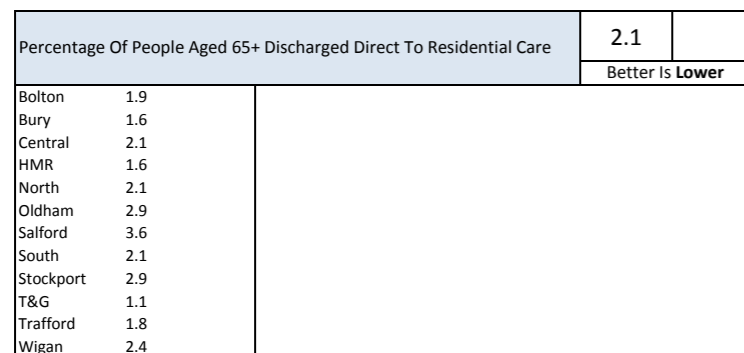 Percentage Of People Aged 65+ Discharged Direct To Residential Care
2.1
Better Is Lower
Bolton 1.9
Bury 1.6
Central 2.1
HMR 1.6
North 2.1
Oldham 2.9
Salford 3.6
South 2.1
Stockport 2.9
T&G 1.1
Trafford 1.8
Wigan 2.4